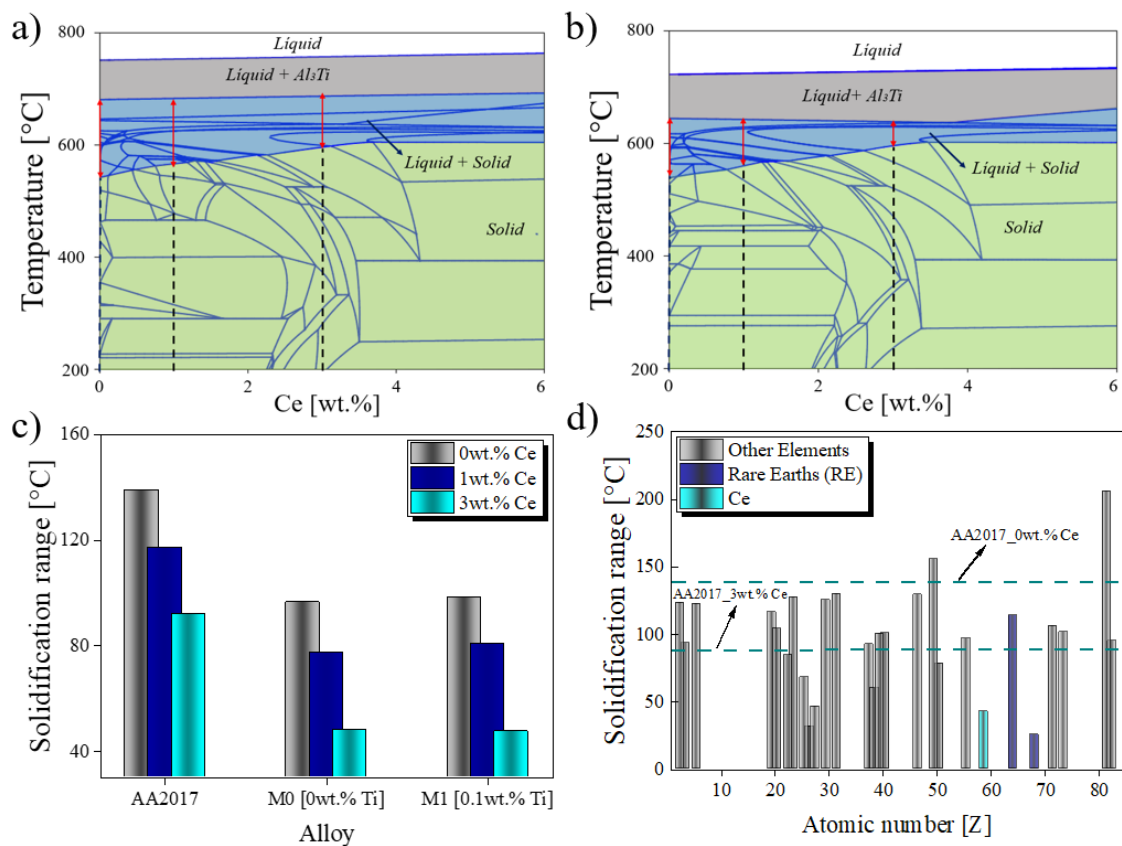 a)
800
600
400
200
Temperature [°C]
Liquid
Liquid + Al₃Ti
Liquid + Solid
Solid
0
2
4
6
Ce [wt.%]
b)
800
600
400
200
Temperature [°C]
Liquid
Liquid+ Al₃Ti
Liquid + Solid
Solid
0
2
4
6
Ce [wt.%]
c)
160
120
80
40
Solidification range [°C]
0wt.% Ce
1wt.% Ce
3wt.% Ce
AA2017
M0 [0wt.% Ti]
M1 [0.1wt.% Ti]
Alloy
d)
250
200
150
100
50
0
Solidification range [°C]
Other Elements
Rare Earths (RE)
Ce
AA2017_0wt.% Ce
AA2017_3wt.% Ce
10
20
30
40
50
60
70
80
Atomic number [Z]